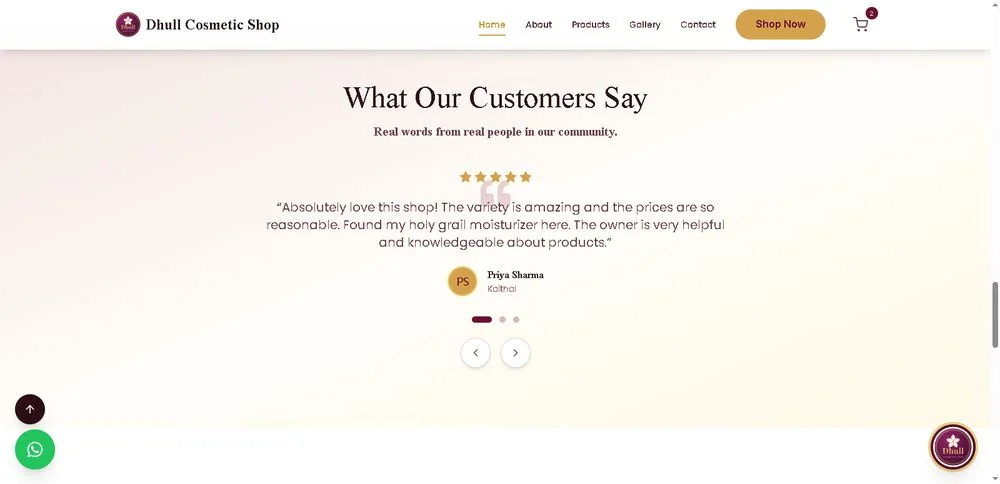 Dhull
Dhull Cosmetic Shop
Home
About
Products
Gallery
Contact
Shop Now
2
What Our Customers Say
Real words from real people in our community.
“Absolutely love this shop! The variety is amazing and the prices are so
reasonable. Found my holy grail moisturizer here. The owner is very helpful
and knowledgeable about products.”
PS
Priya Sharma
Kaithal
Dhull